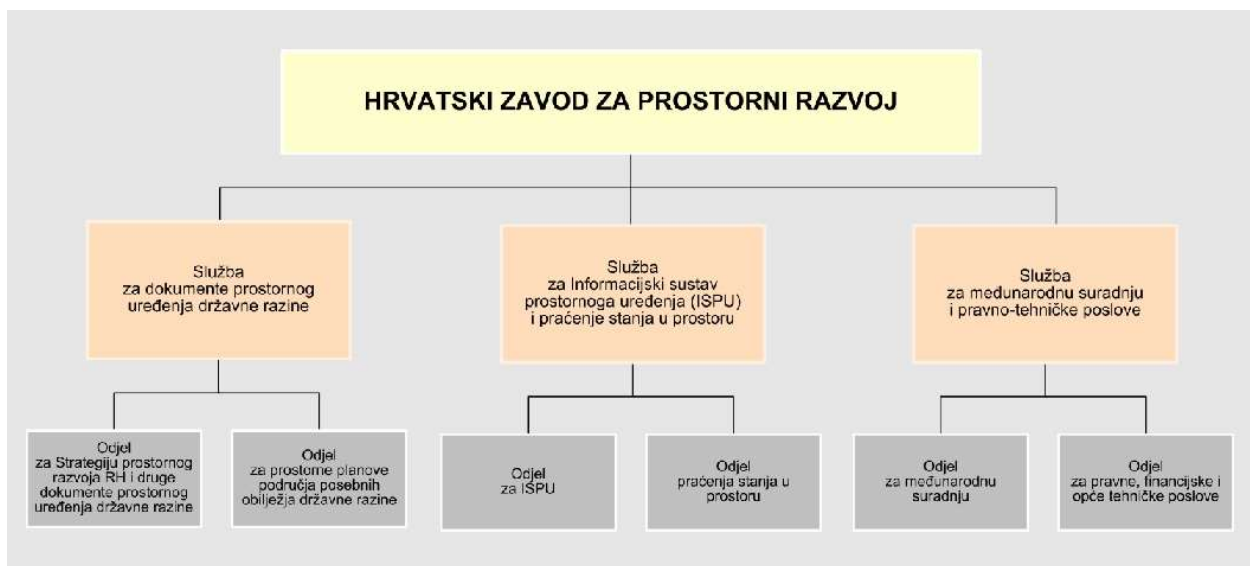 HRVATSKI ZAVOD ZA PROSTORNI RAZVOJ
Služba
za dokumente prostornog
uređenja državne razine
Služba
za Informacijski sustav
prostornoga uređenja (ISPU)
i praćenje stanja u prostoru
Služba
za međunarodnu suradnju
i pravno-tehničke poslove
Odjel
za Strategiju prostornog
razvoja RH i druge
dokumente prostornog
uređenja državne razine
Odjel
za prostorne planove
područja posebnih
obilježja državne razine
Odjel
za ISPU
Odjel
praćenja stanja u
prostoru
Odjel
za međunarodnu
suradnju
Odjel
za pravne, financijske i
opće tehničke poslove